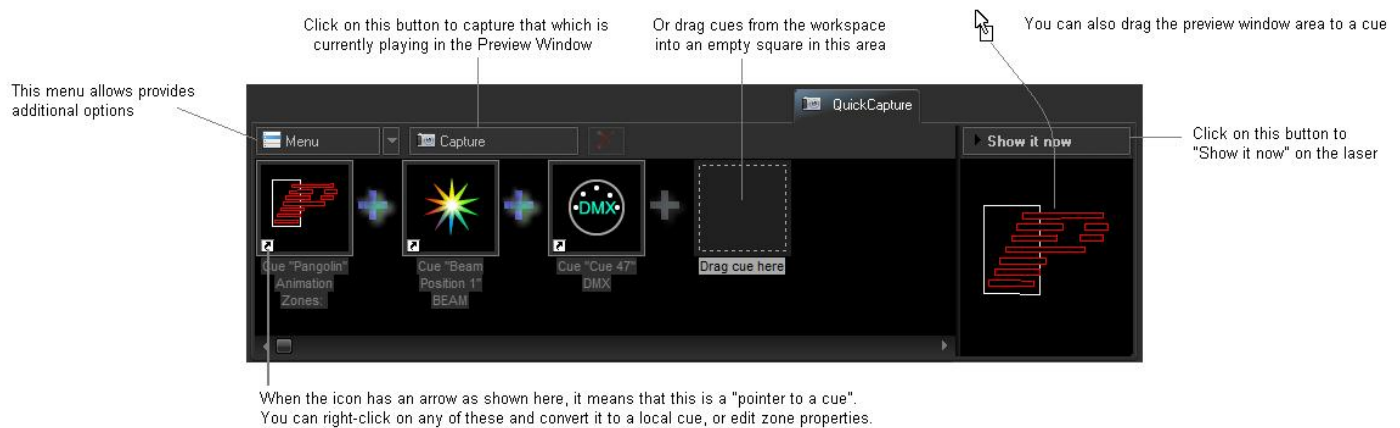 Click on this button to capture that which is
currently playing in the Preview Window
Or drag cues from the workspace
into an empty square in this area
You can also drag the preview window area to a cue
This menu allows provides
additional options
QuickCapture
Menu
Capture
Show it now
Click on this button to
"Show it now" on the laser
DMX
Cue "Pangolin"
Animation
Zones:
Cue "Beam
Position 1"
BEAM
Cue "Cue 47"
DMX
Drag cue here
When the icon has an arrow as shown here, it means that this is a "pointer to a cue".
You can right-click on any of these and convert it to a local cue, or edit zone properties.